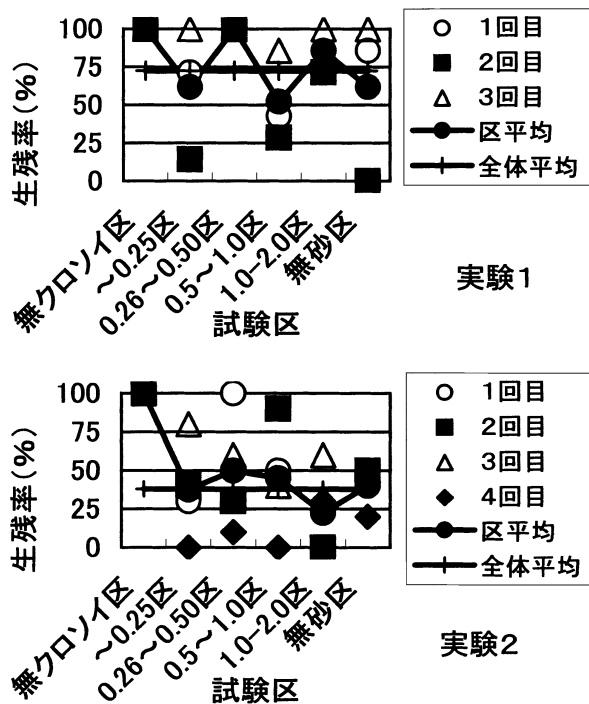 100
75
50
25
0
生残率(%)
無クロソイ区
～0.25区
0.26～0.50区
0.5～1.0区
1.0-2.0区
無砂区
試験区
1回目
2回目
3回目
区平均
全体平均
実験1
100
75
50
25
0
生残率(%)
無クロソイ区
～0.25区
0.26～0.50区
0.5～1.0区
1.0-2.0区
無砂区
試験区
1回目
2回目
3回目
4回目
区平均
全体平均
実験2